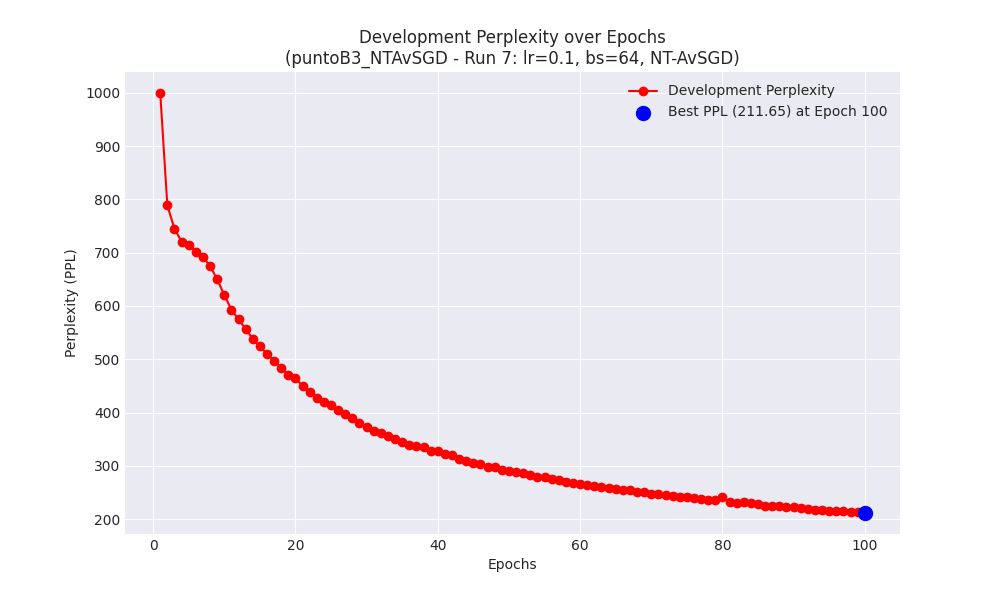 Development Perplexity over Epochs
(puntoB3_NTAvSGD - Run 7: lr=0.1, bs=64, NT-AvSGD)
Development Perplexity
Best PPL (211.65) at Epoch 100
Perplexity (PPL)
1000
900
800
700
600
500
400
300
200
0 20 40 60 80 100
Epochs